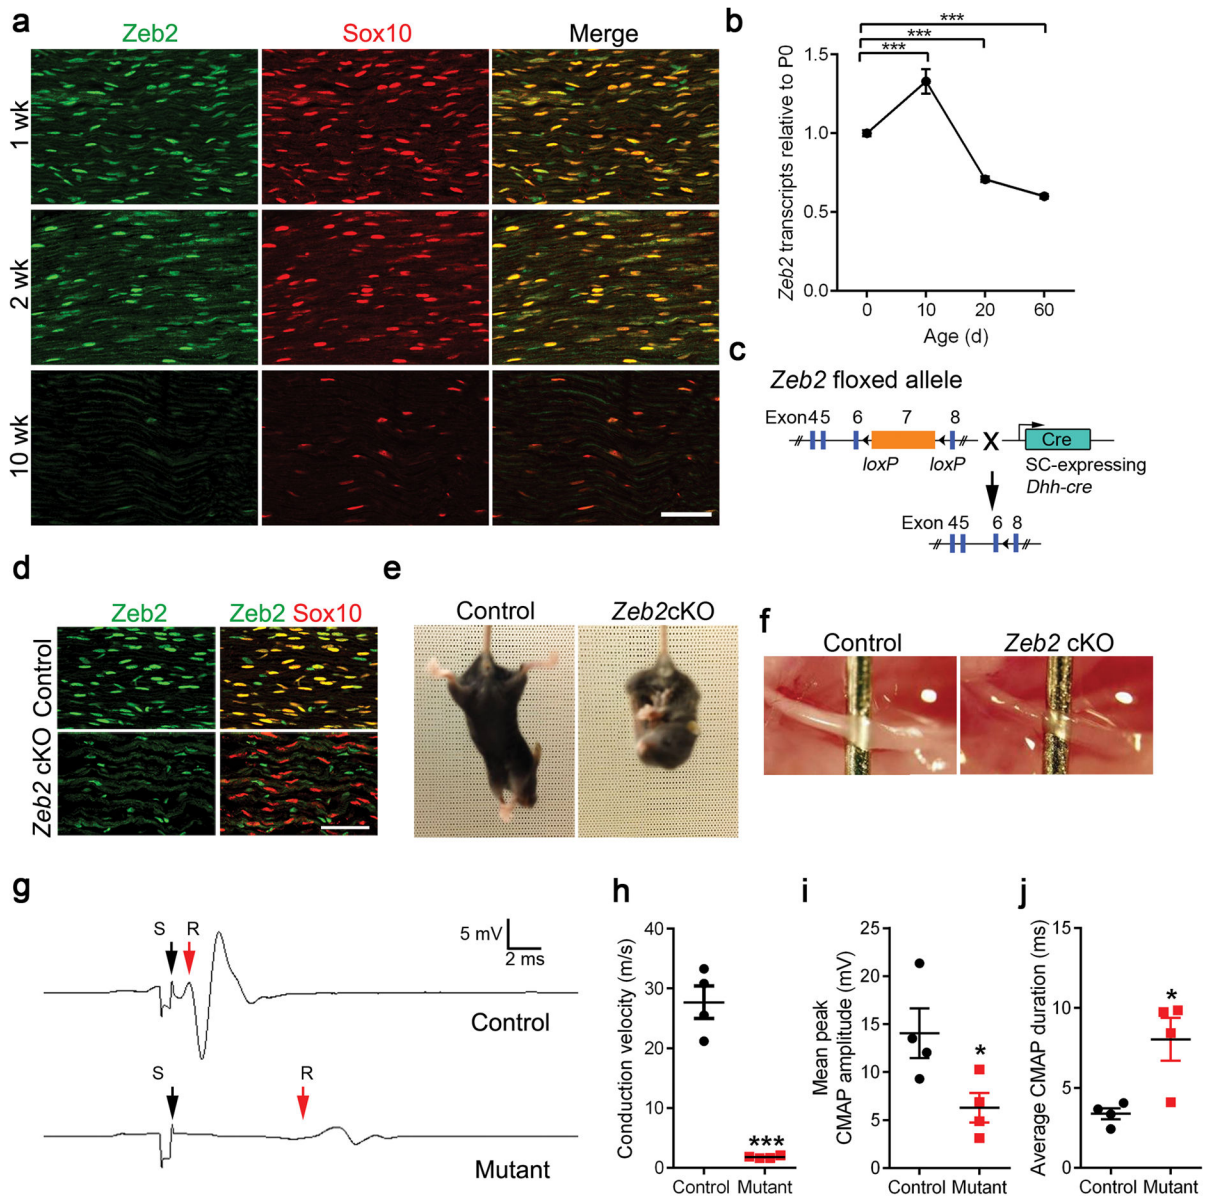 a
Zeb2 Sox10 Merge
1 wk
2 wk
10 wk
b
***
***
***
Zeb2 transcripts relative to P0
1.5
1.0
0.5
0.0
0 10 20 60
Age (d)
c
Zeb2 floxed allele
Exon 4 5 6 7 8
loxP loxP
X
Cre
SC-expressing
Dhh-cre
Exon 4 5 6 8
d
Zeb2 Zeb2 Sox10
Control
Zeb2 cKO
e
Control Zeb2cKO
f
Control Zeb2 cKO
g
S R
5 mV
2 ms
Control
S R
Mutant
h
Conduction velocity (m/s)
40
30
20
10
0
***
Control Mutant
i
Mean peak
CMAP amplitude (mV)
25
20
15
10
5
0
*
Control Mutant
j
Average CMAP duration (ms)
15
10
5
0
*
Control Mutant